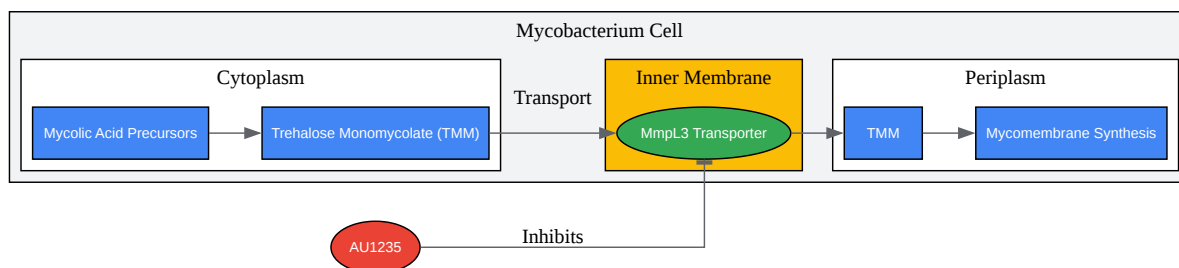 Mycobacterium Cell
Cytoplasm
Transport
Inner Membrane
Periplasm
Mycolic Acid Precursors
Trehalose Monomycolate (TMM)
MmpL3 Transporter
TMM
Mycomembrane Synthesis
AU1235
Inhibits